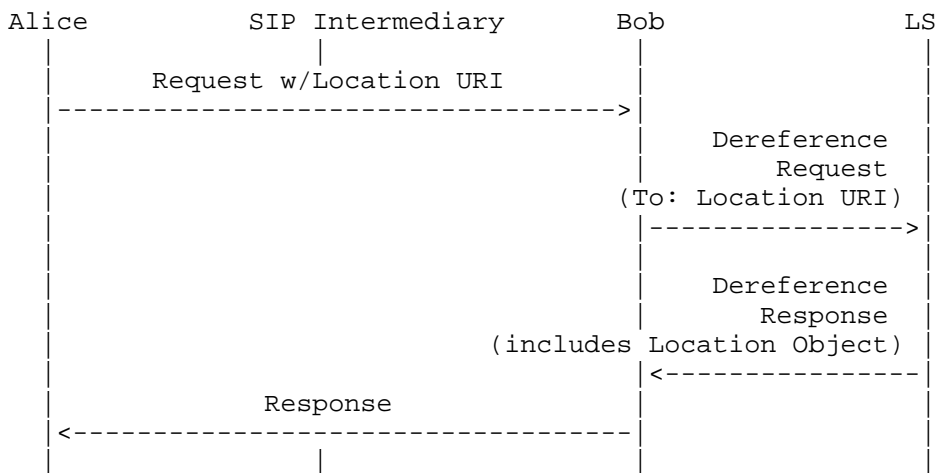 Alice SIP Intermediary Bob LS
Request w/Location URI
Dereference
Request
(To: Location URI)
Dereference
Response
(includes Location Object)
Response